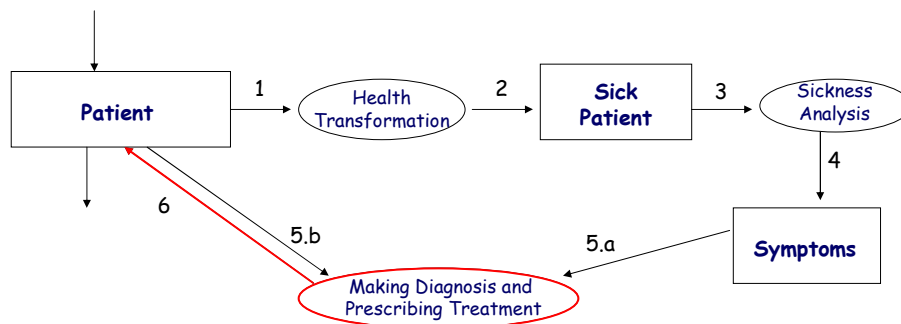 Patient
1
Health
Transformation
2
Sick
Patient
3
Sickness
Analysis
4
Symptoms
5.a
5.b
6
Making Diagnosis and
Prescribing Treatment